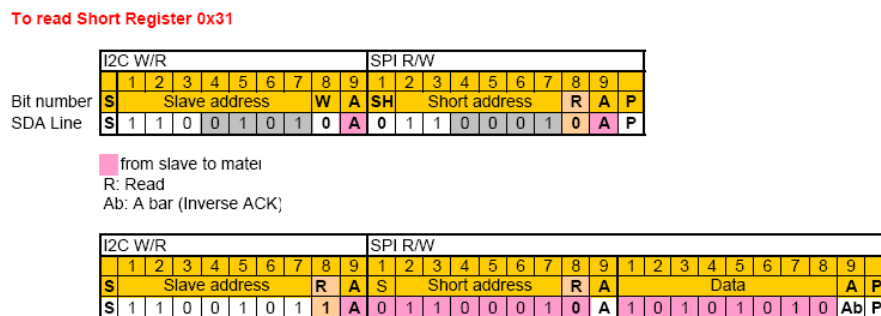 To read Short Register 0x31
I2C W/R SPI R/W
1 2 3 4 5 6 7 8 9 1 2 3 4 5 6 7 8 9
Bit number S Slave address W A SH Short address R A P
SDA Line S 1 1 0 0 1 0 1 0 A 0 1 1 0 0 0 1 0 A P
from slave to mater
R: Read
Ab: A bar (Inverse ACK)
I2C W/R SPI R/W
1 2 3 4 5 6 7 8 9 1 2 3 4 5 6 7 8 9 1 2 3 4 5 6 7 8 9
S Slave address R A S Short address R A Data A P
S 1 1 0 0 1 0 1 1 A 0 1 1 0 0 0 1 0 A 1 0 1 0 1 0 1 0 Ab P